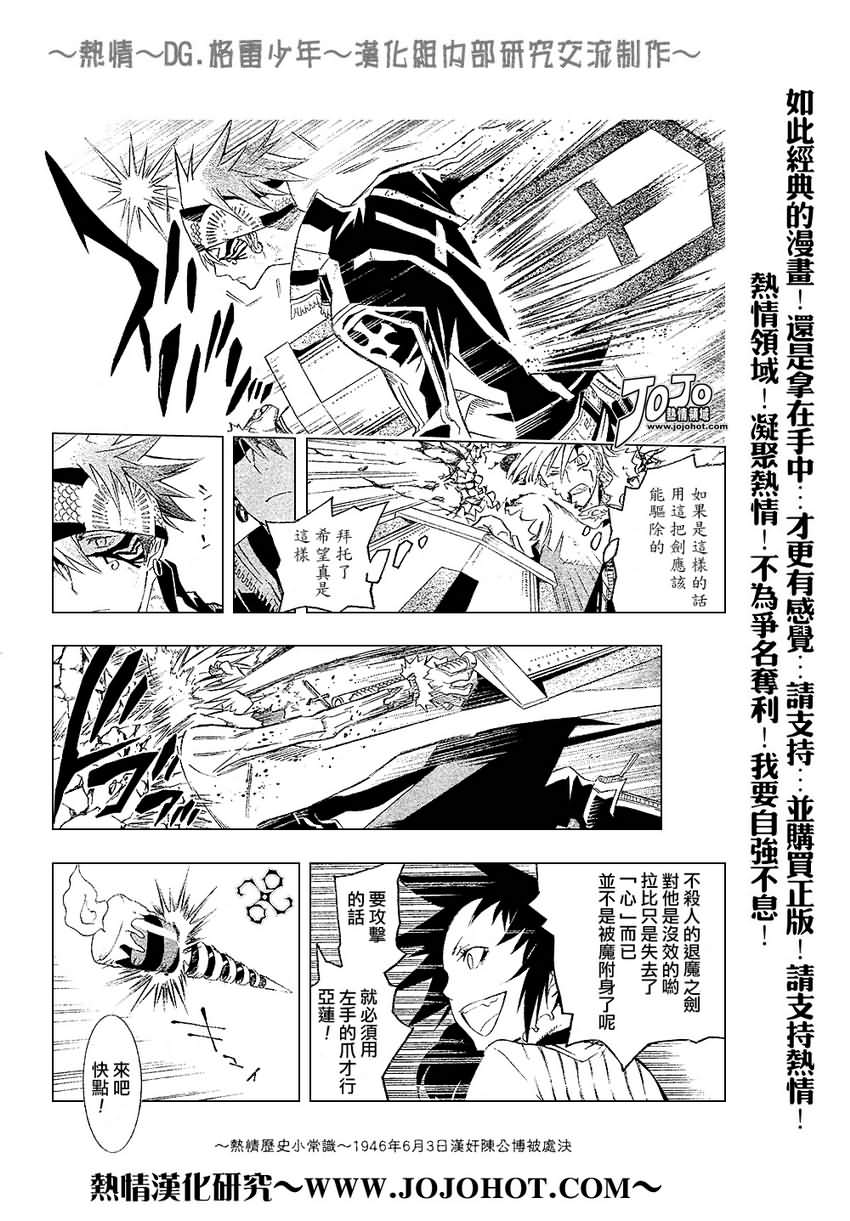 ～熱情～DG.格雷少年～漢化組內部研究交流制作～
如此經典的漫畫！還是拿在手中…才更有感覺…請支持…並購買正版！請支持熱情！
熱情領域！凝聚熱情！不為爭名奪利！我要自強不息！
JOJO
熱情領域
www.jojohot.com
如果是這樣的話
用這把劍應該
能驅除的
拜托了
希望真是
這樣
不殺人的退魔之劍
對他是沒效的喲
拉比只是失去了
「心」而已
並不是被魔附身了呢
要攻擊
的話
就必須用
左手的爪才行
亞蓮！
來吧
快點！
～熱情歷史小常識～1946年6月3日漢奸陳公博被處決
熱情漢化研究～WWW.JOJOHOT.COM～